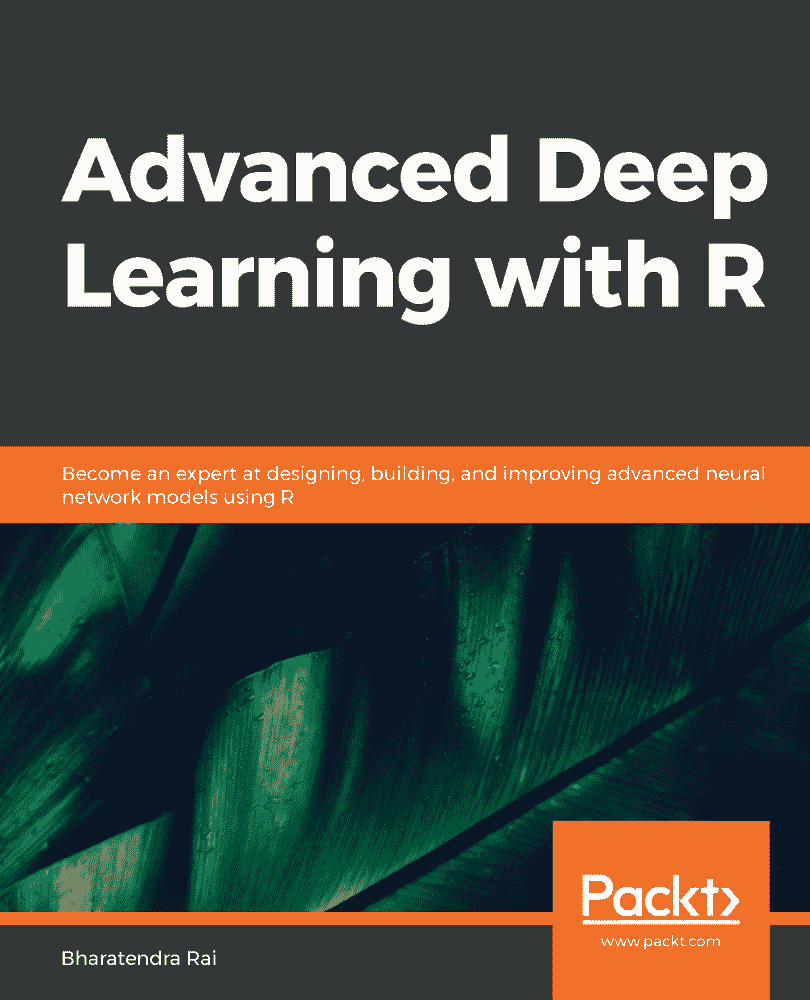 Advanced Deep
Learning with R
Become an expert at designing, building, and improving advanced neural
network models using R
Packt>
www.packt.com
Bharatendra Rai